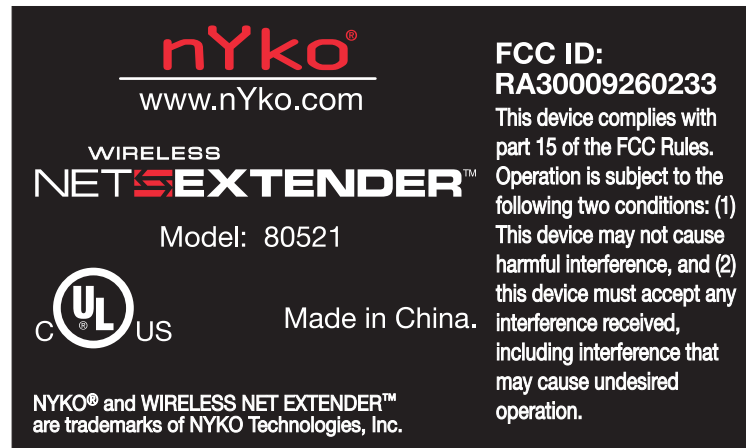 nYko®
www.nYko.com
WIRELESS
NET EXTENDER™
Model: 80521
C UL® US
Made in China.
NYKO® and WIRELESS NET EXTENDER™
are trademarks of NYKO Technologies, Inc.
FCC ID:
RA30009260233
This device complies with
part 15 of the FCC Rules.
Operation is subject to the
following two conditions: (1)
This device may not cause
harmful interference, and (2)
this device must accept any
interference received,
including interference that
may cause undesired
operation.